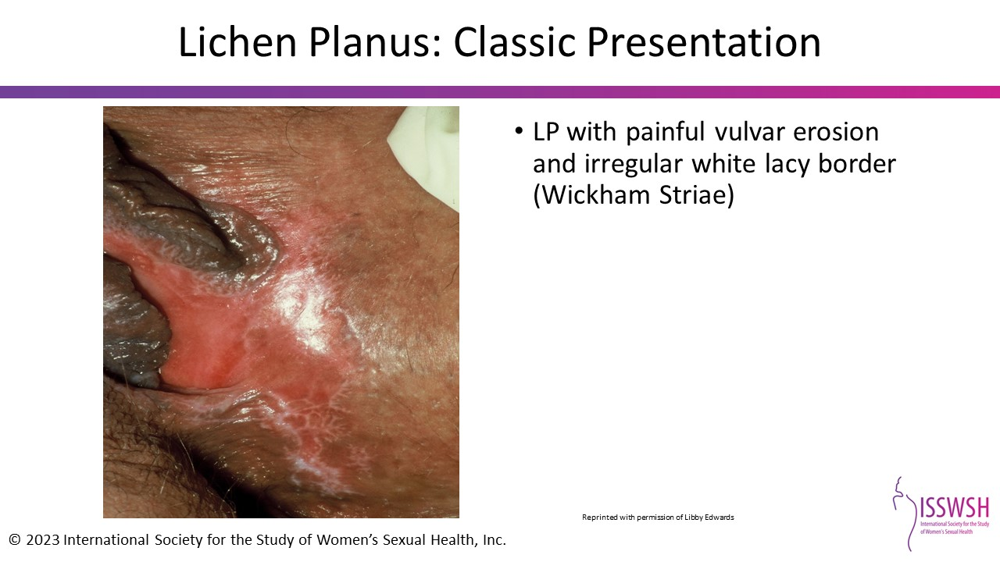 Lichen Planus: Classic Presentation
• LP with painful vulvar erosion
and irregular white lacy border
(Wickham Striae)
Reprinted with permission of Libby Edwards
ISSWSH
International Society for the Study
of Women's Sexual Health
© 2023 International Society for the Study of Women’s Sexual Health, Inc.